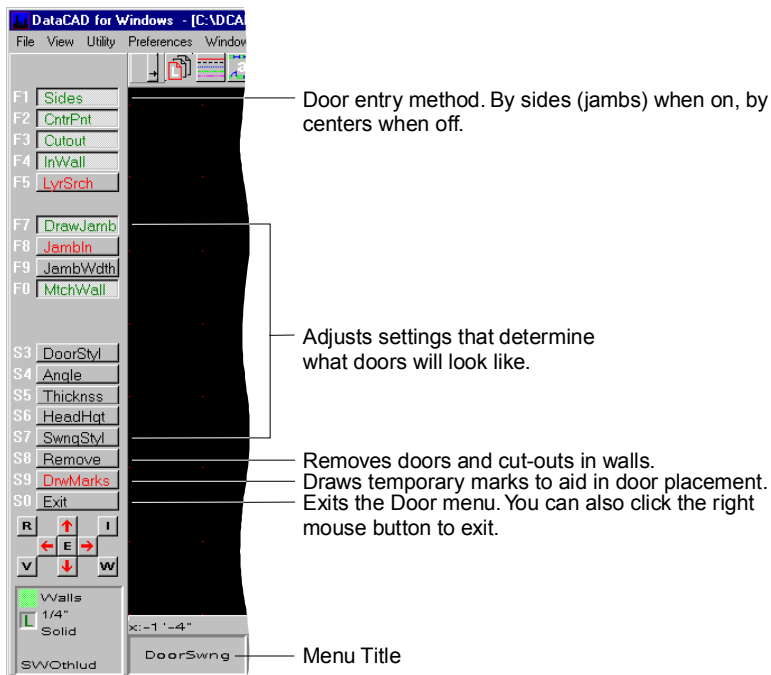 DataCAD for Windows - [C:\DCA
File View Utility Preferences Window
F1 Sides
F2 CntrPnt
F3 Cutout
F4 InWall
F5 LyrSrch
F7 DrawJamb
F8 JambIn
F9 JambWdth
F0 MtchWall
S3 DoorStyl
S4 Angle
S5 Thicknss
S6 HeadHgt
S7 SwngStyl
S8 Remove
S9 DrwMarks
S0 Exit
R I
E
V W
Walls
L 1/4"
Solid
SWOthlud
x:-1'-4"
DoorSwng
Door entry method. By sides (jambs) when on, by
centers when off.
Adjusts settings that determine
what doors will look like.
Removes doors and cut-outs in walls.
Draws temporary marks to aid in door placement.
Exits the Door menu. You can also click the right
mouse button to exit.
Menu Title